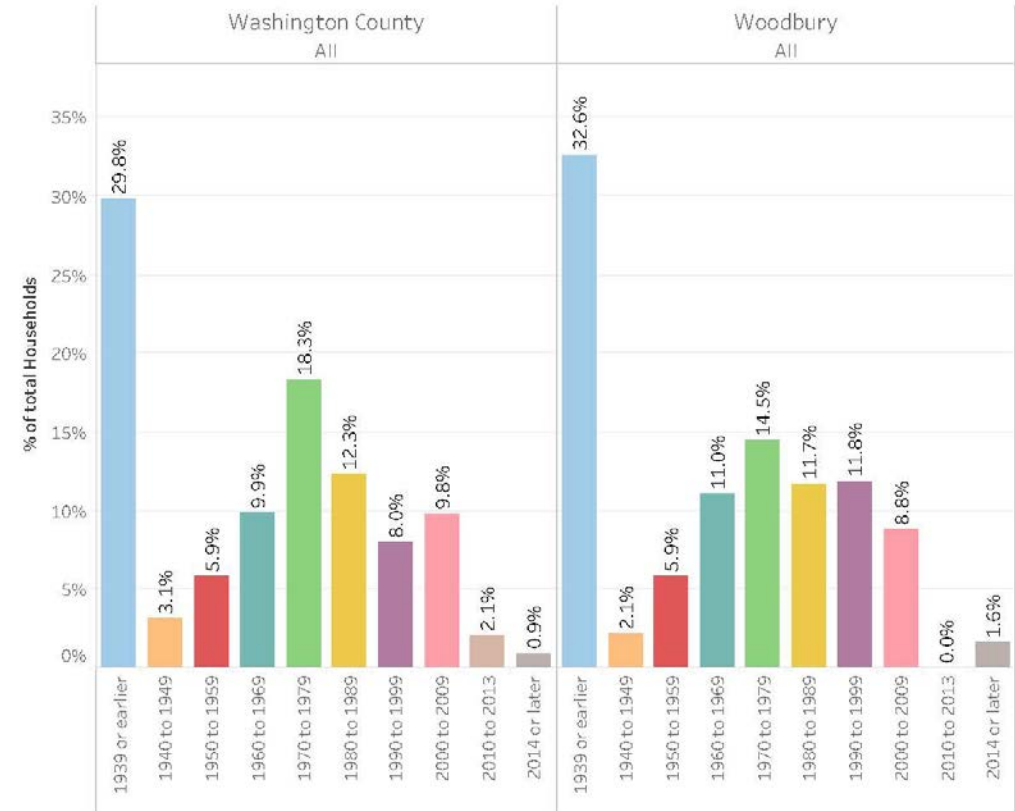 Washington County
All
Woodbury
All
% of total Households
35%
30%
25%
20%
15%
10%
5%
0%
29.8%
3.1%
5.9%
9.9%
18.3%
12.3%
8.0%
9.8%
2.1%
0.9%
32.6%
2.1%
5.9%
11.0%
14.5%
11.7%
11.8%
8.8%
0.0%
1.6%
1939 or earlier
1940 to 1949
1950 to 1959
1960 to 1969
1970 to 1979
1980 to 1989
1990 to 1999
2000 to 2009
2010 to 2013
2014 or later
1939 or earlier
1940 to 1949
1950 to 1959
1960 to 1969
1970 to 1979
1980 to 1989
1990 to 1999
2000 to 2009
2010 to 2013
2014 or later